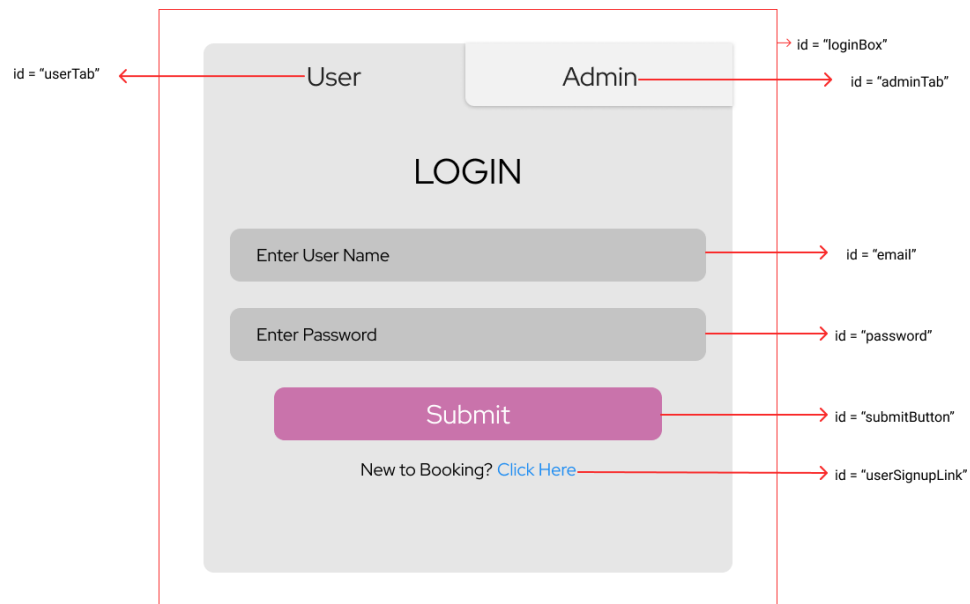 id = “loginBox”
id = “userTab”
User
Admin
id = “adminTab”
LOGIN
Enter User Name
id = “email”
Enter Password
id = “password”
Submit
id = “submitButton”
New to Booking? Click Here
id = “userSignupLink”